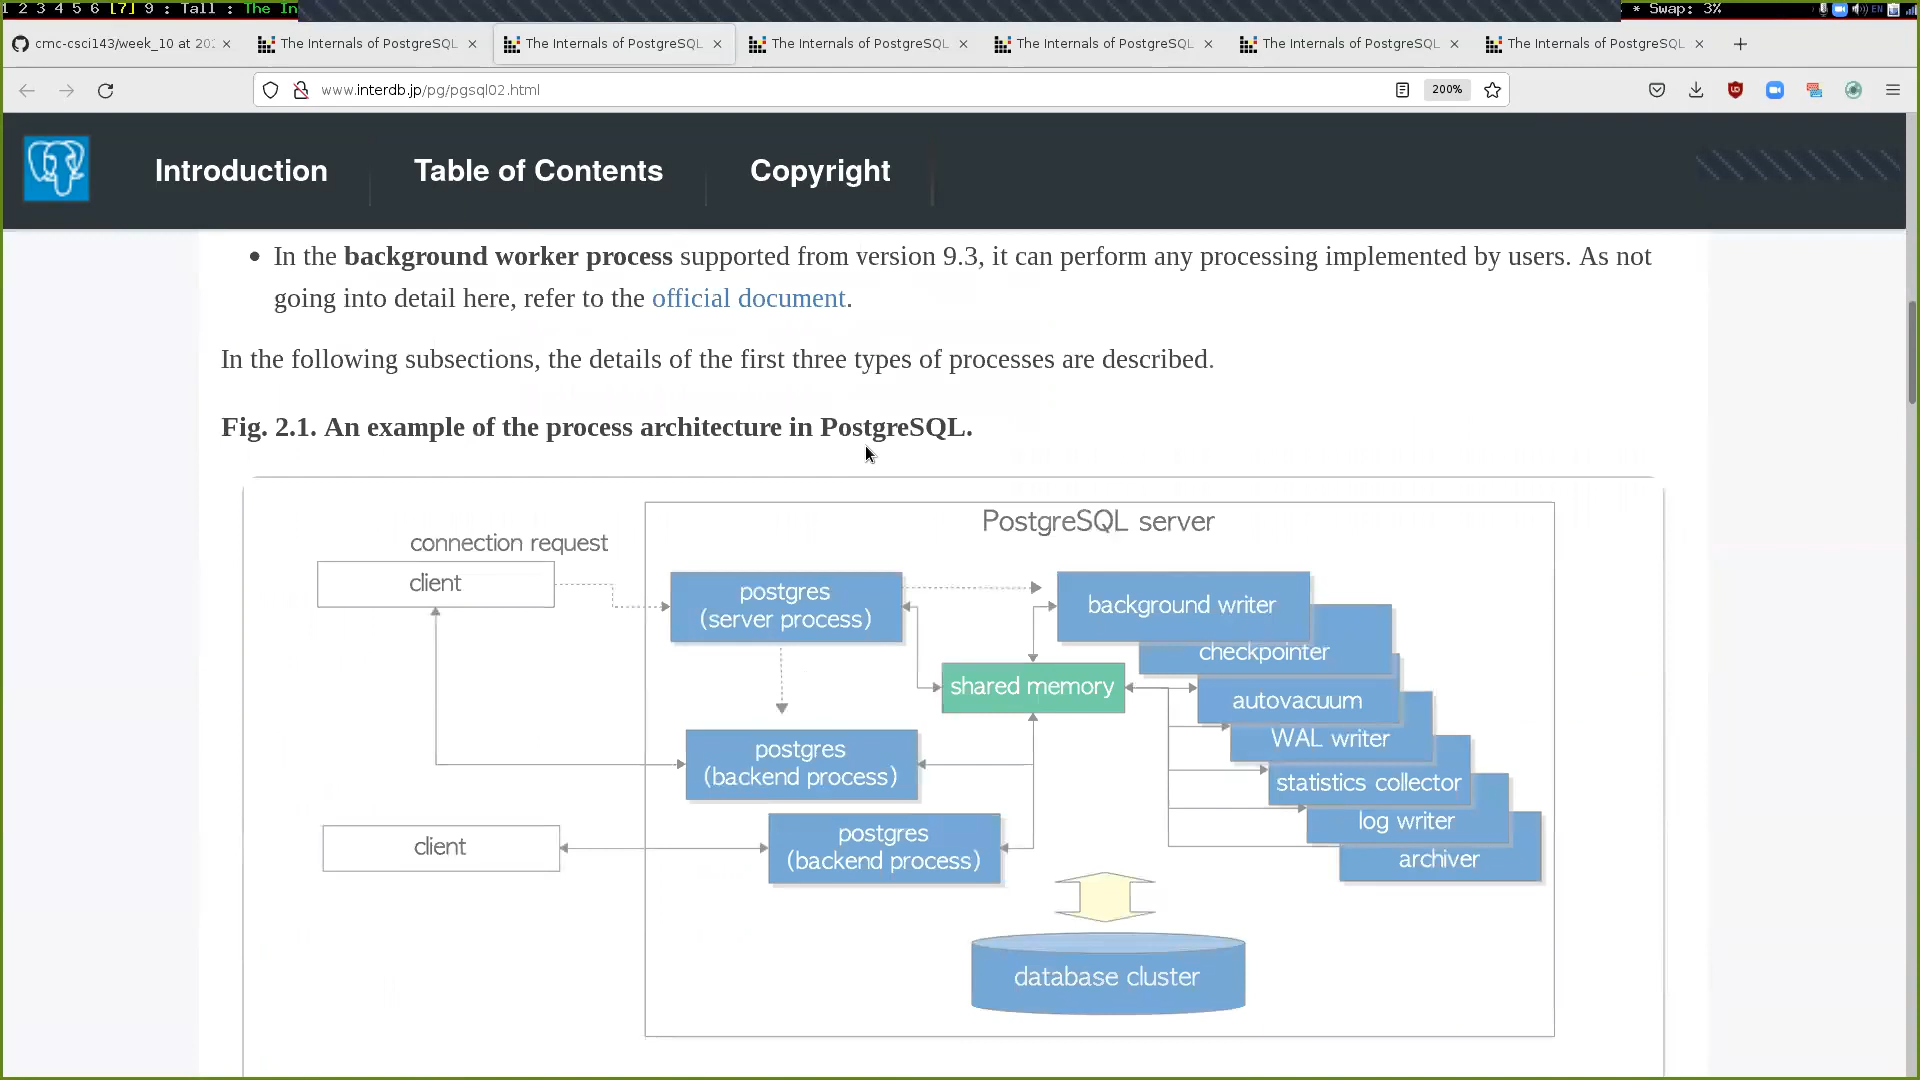 1 2 3 4 5 6 [7] 9 : Tall : The In
* Swap: 3%
EN
cmc-csci143/week_10 at 202
The Internals of PostgreSQL
The Internals of PostgreSQL
The Internals of PostgreSQL
The Internals of PostgreSQL
The Internals of PostgreSQL
The Internals of PostgreSQL
www.interdb.jp/pg/pgsql02.html
200%
Introduction
Table of Contents
Copyright
• In the background worker process supported from version 9.3, it can perform any processing implemented by users. As not
going into detail here, refer to the official document.
In the following subsections, the details of the first three types of processes are described.
Fig. 2.1. An example of the process architecture in PostgreSQL.
PostgreSQL server
connection request
client
postgres
(server process)
background writer
checkpointer
shared memory
autovacuum
WAL writer
postgres
(backend process)
statistics collector
log writer
postgres
(backend process)
client
archiver
database cluster